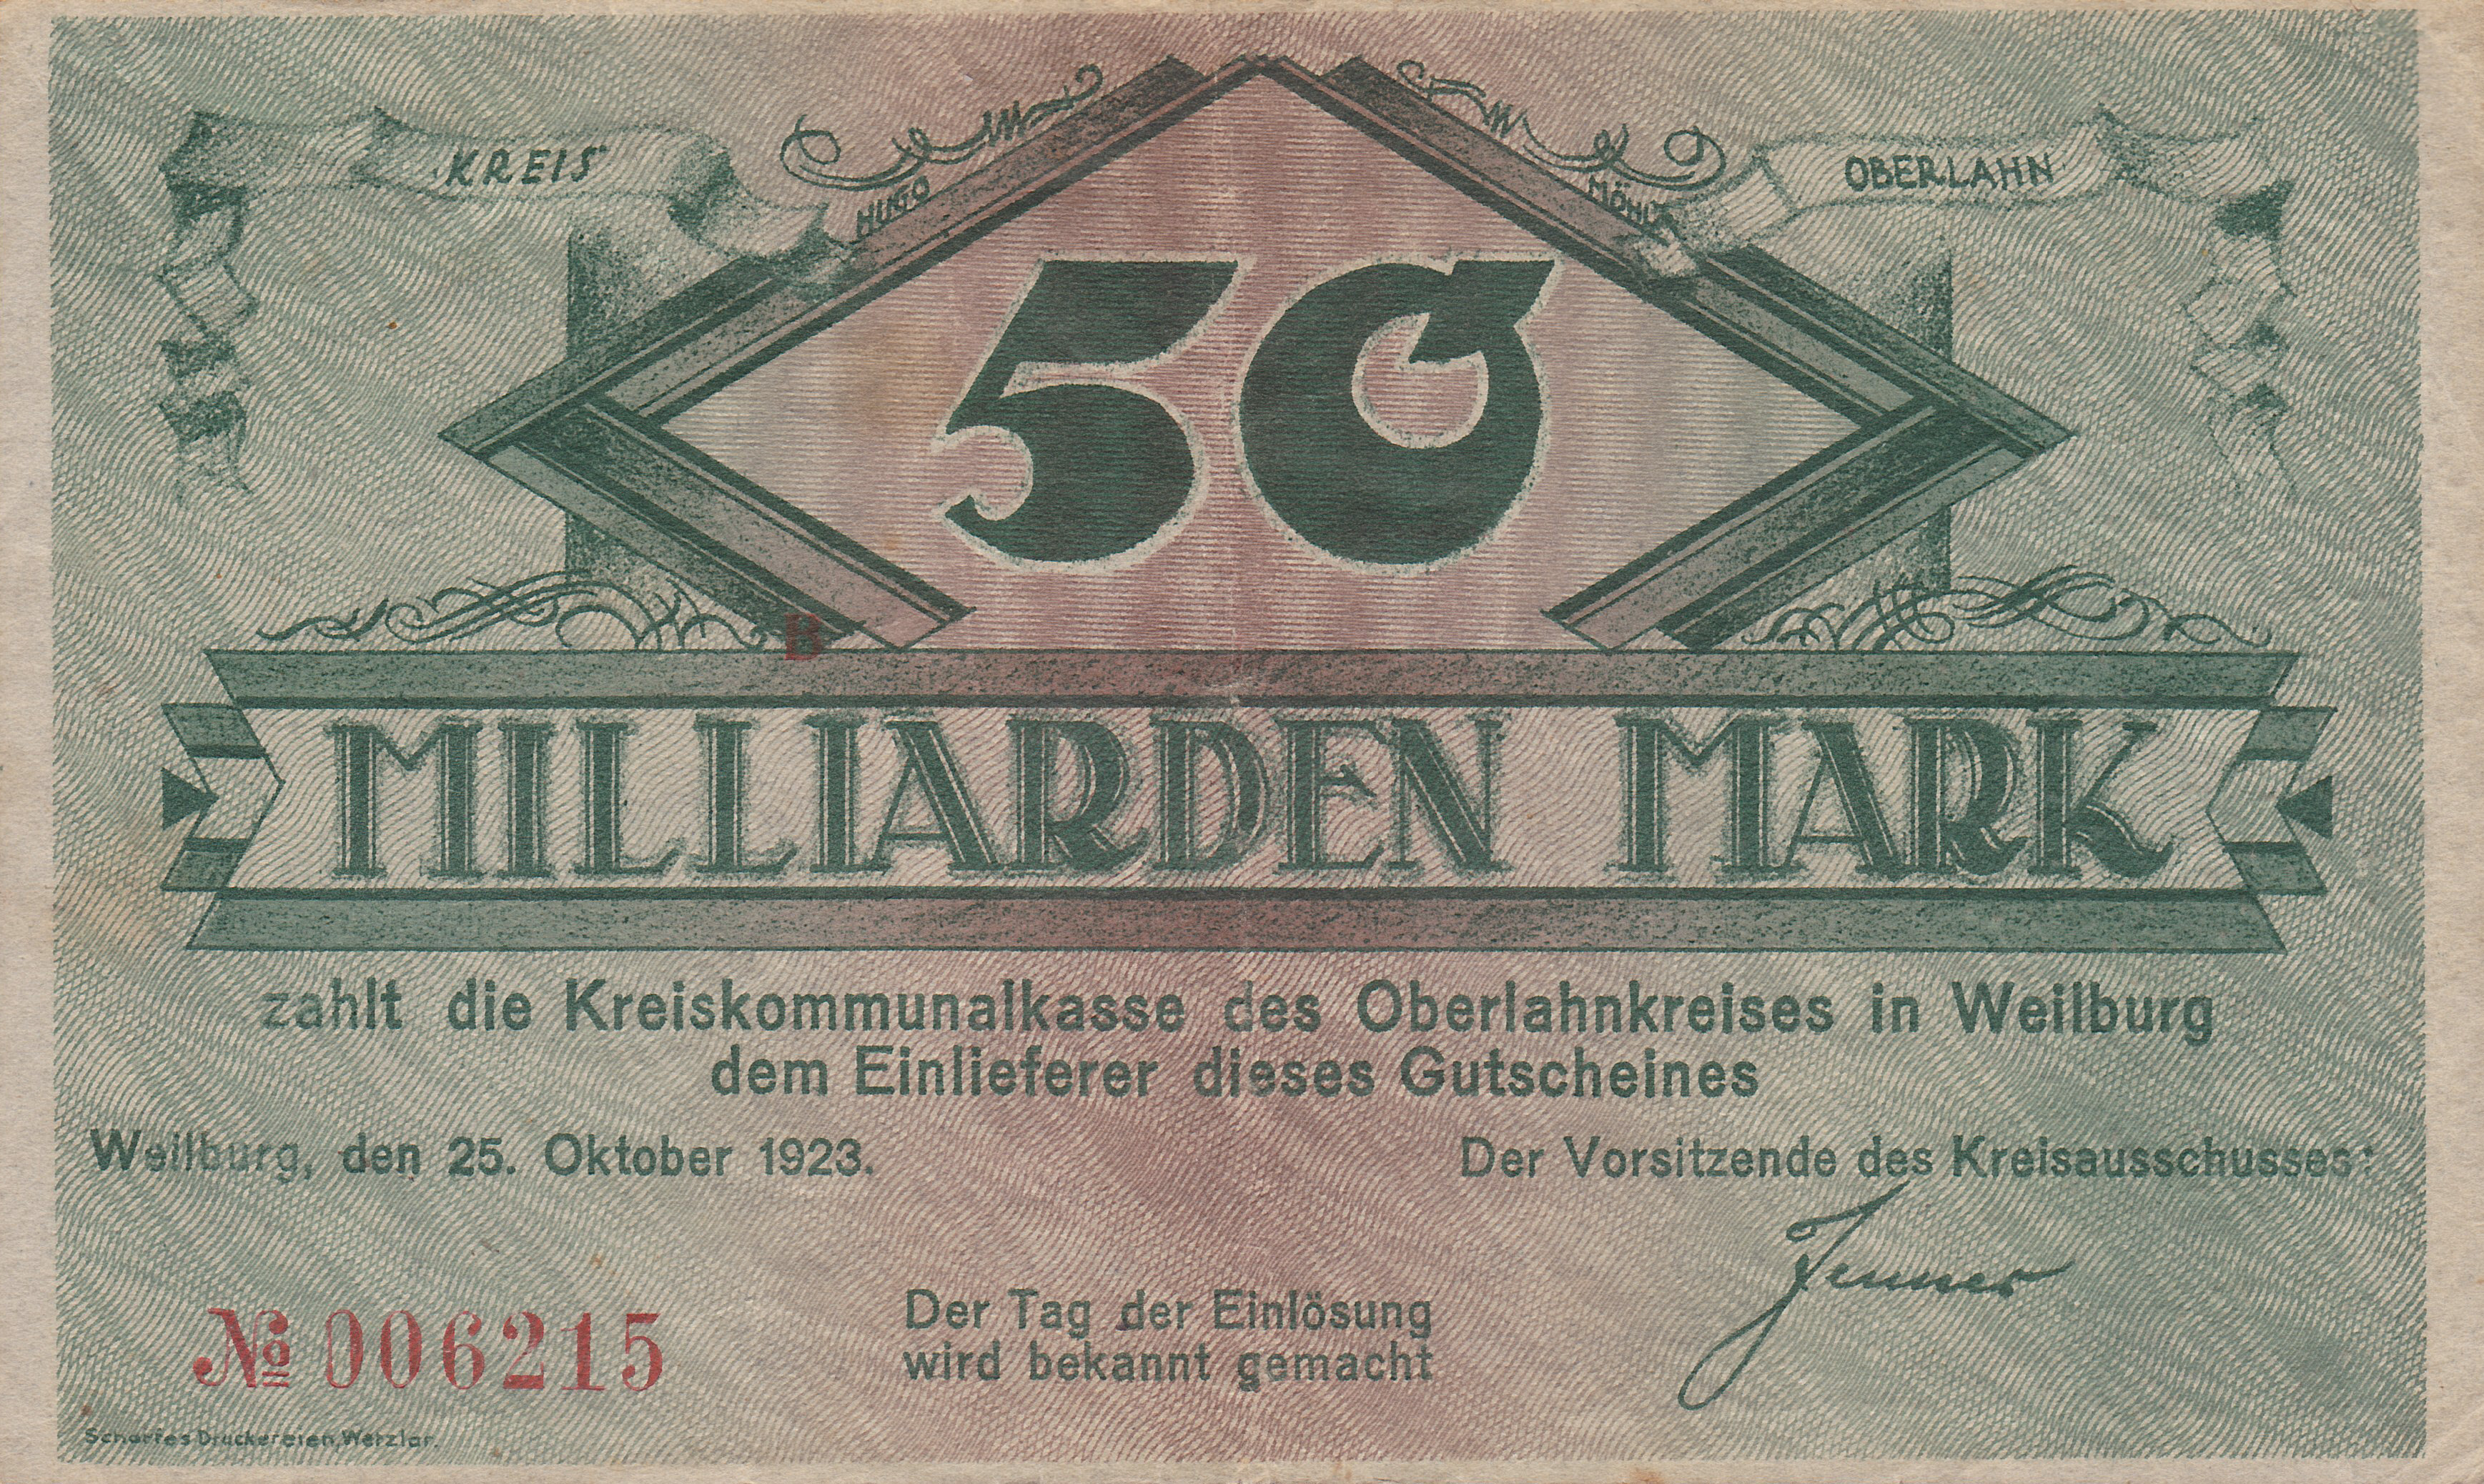 KREIS
OBERLAHN
HUGO
50
B
MILLIARDEN MARK
zahlt die Kreiskommunalkasse des Oberlahnkreises in Weilburg
dem Einlieferer dieses Gutscheines
Weilburg, den 25. Oktober 1923.
Der Vorsitzende des Kreisausschusses:
№ 006215
Der Tag der Einlösung
wird bekannt gemacht
Scharfes Druckereien, Wetzlar.